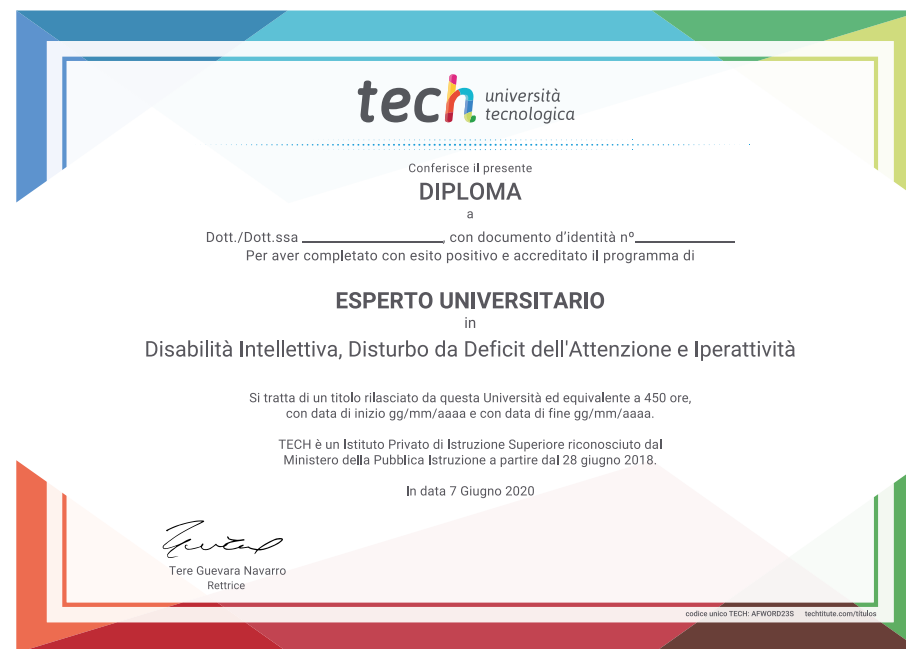 tech università
tecnologica
Conferisce il presente
DIPLOMA
a
Dott./Dott.ssa ________________, con documento d'identità nº____________
Per aver completato con esito positivo e accreditato il programma di
ESPERTO UNIVERSITARIO
in
Disabilità Intellettiva, Disturbo da Deficit dell'Attenzione e Iperattività
Si tratta di un titolo rilasciato da questa Università ed equivalente a 450 ore,
con data di inizio gg/mm/aaaa e con data di fine gg/mm/aaaa.
TECH è un Istituto Privato di Istruzione Superiore riconosciuto dal
Ministero della Pubblica Istruzione a partire dal 28 giugno 2018.
In data 7 Giugno 2020
Tere Guevara Navarro
Rettrice
codice unico TECH: AFWORD23S techtitute.com/titulos